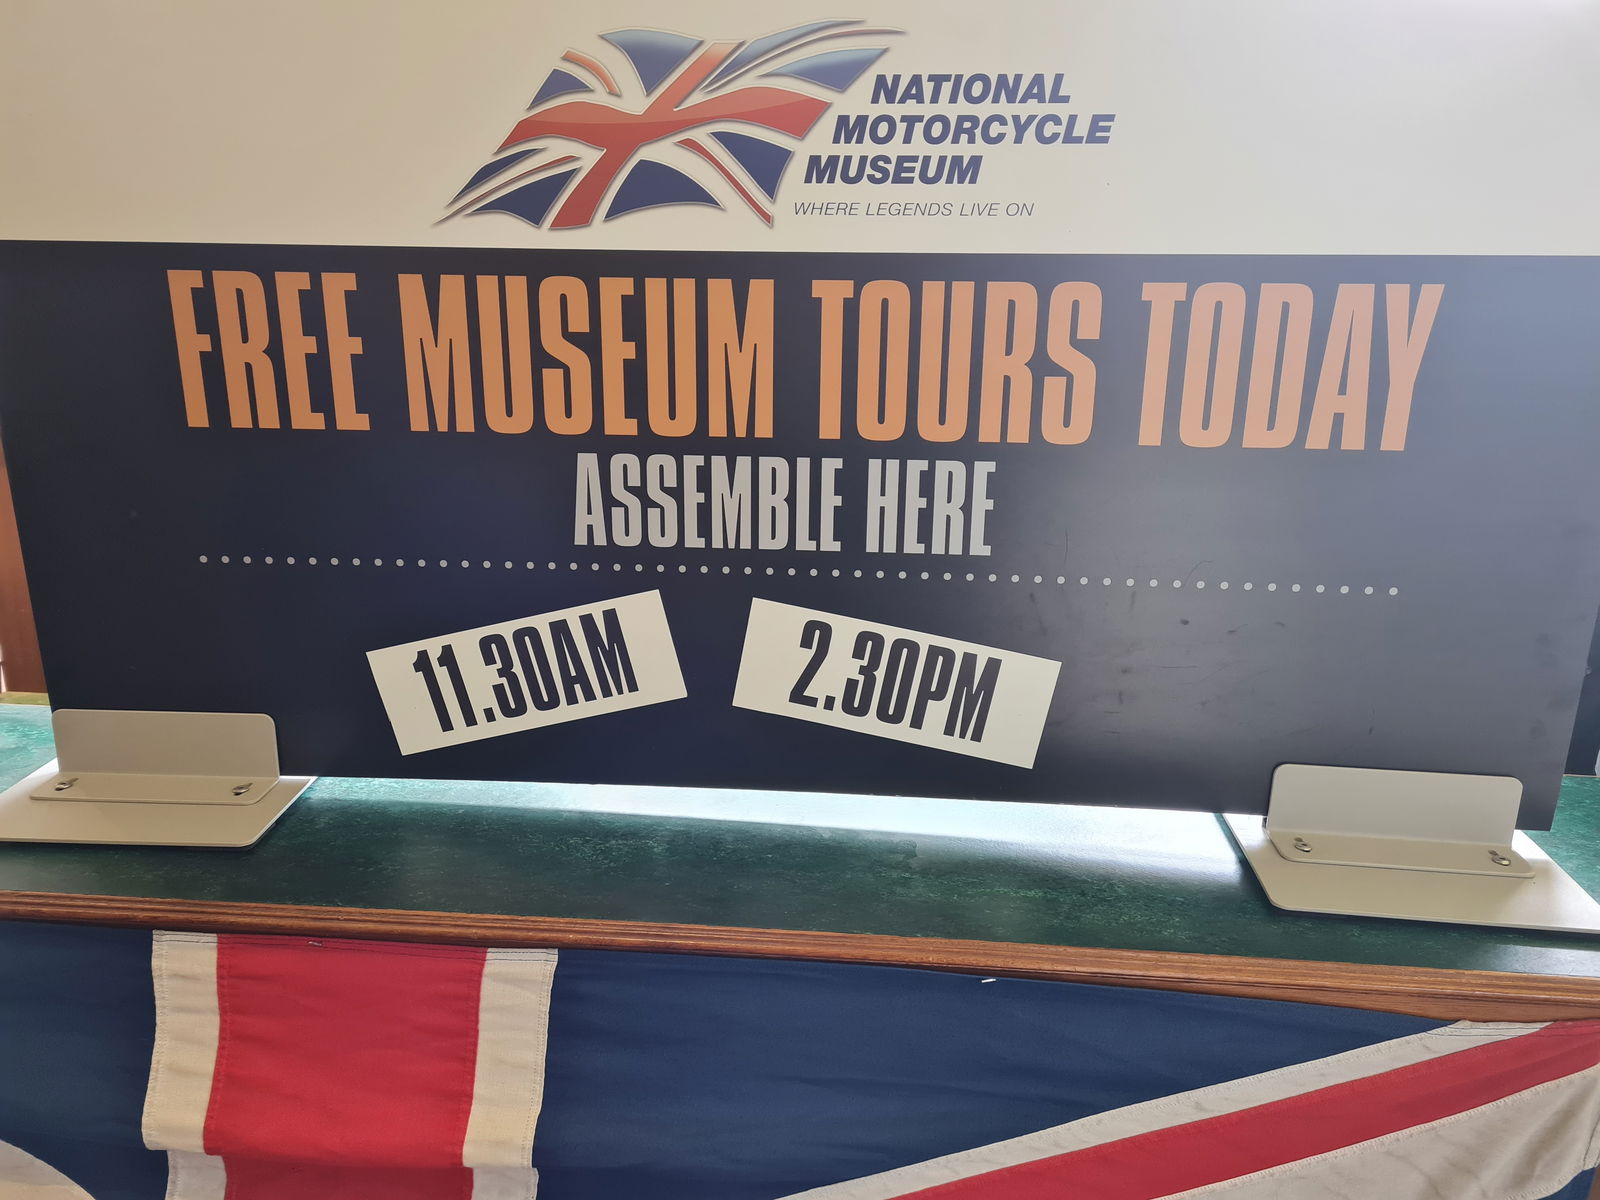 NATIONAL
MOTORCYCLE
MUSEUM
WHERE LEGENDS LIVE ON
FREE MUSEUM TOURS TODAY
ASSEMBLE HERE
11.30AM
2.30PM